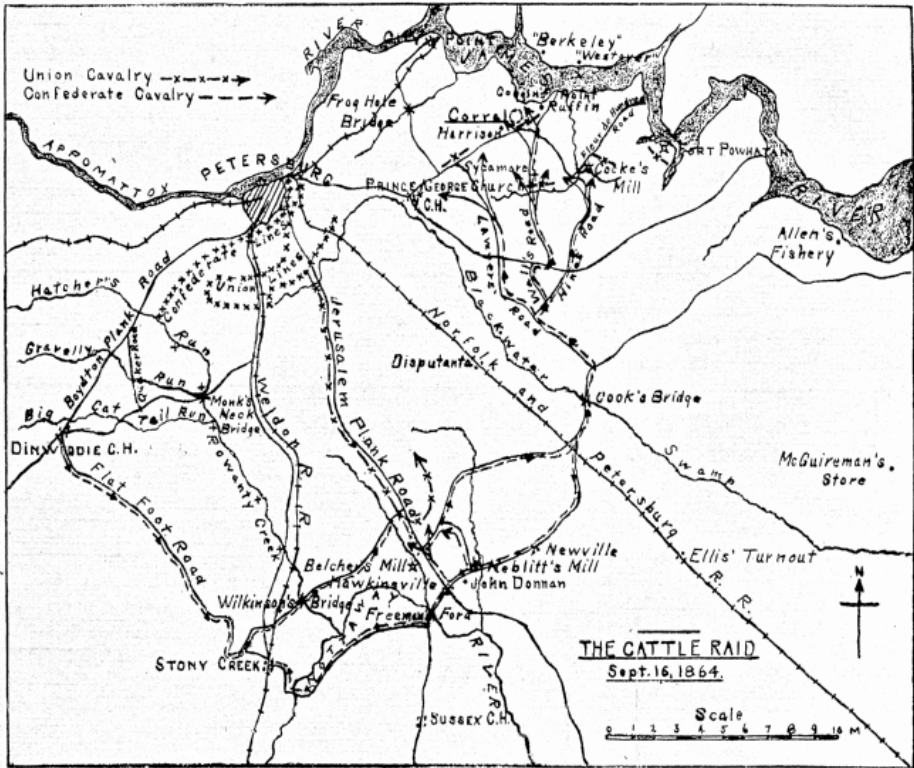 Union Cavalry
Confederate Cavalry
RIVER
CITY POINT
"Berkeley"
"Westover"
Frog Hole
Bridge
Coggins Point
Ruffin
Corral
Harrison
Road
FORT POWHATAN
APPOMATTOX
PETERSBURG
Sycamore
Church
Cocke's
Mill
PRINCE GEORGE
C.H.
RIVER
Allen's
Fishery
Lawyer's
Road
Hines
Road
Confederate Lines
Union Lines
Hatcher's
Run
Boydton Plank Road
Gravelly
Run
Jerusalem Plank Road
Norfolk and Petersburg R. R.
Blackwater
Swamp
Disputanta
Cook's Bridge
Big Cat Tail Run
Monk's
Neck
Bridge
Weldon R. R.
DINWIDDIE C.H.
Rowanty
Creek
Flat Foot Road
McGuireman's
Store
Ellis' Turnout
Belcher's Mill
Hawkinsville
Newville
Neblitt's Mill
John Donnan
Wilkinson's Bridge
Freeman Ford
STONY CREEK
NOTTAWAY
RIVER
SUSSEX C.H.
N
THE CATTLE RAID
Sept. 16, 1864.
Scale
0 1 2 3 4 5 6 7 8 9 10 M